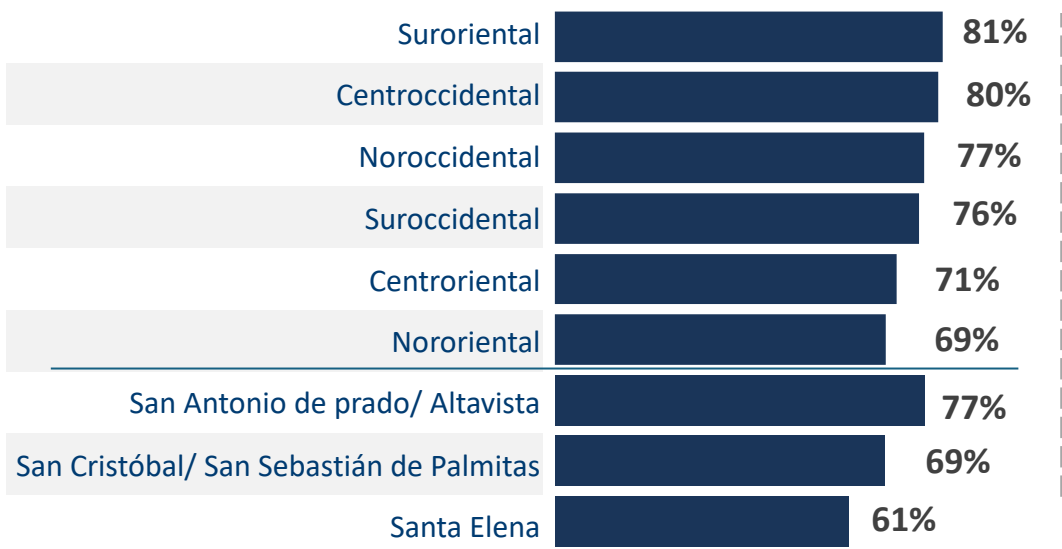 Suroriental 81%
Centroccidental 80%
Noroccidental 77%
Suroccidental 76%
Centroriental 71%
Nororiental 69%
San Antonio de prado/ Altavista 77%
San Cristóbal/ San Sebastián de Palmitas 69%
Santa Elena 61%